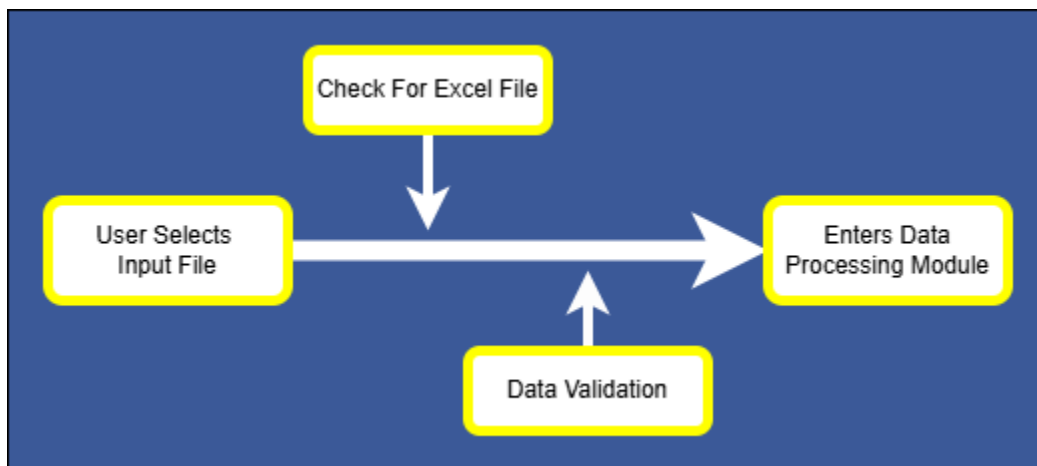 Check For Excel File
User Selects
Input File
Enters Data
Processing Module
Data Validation